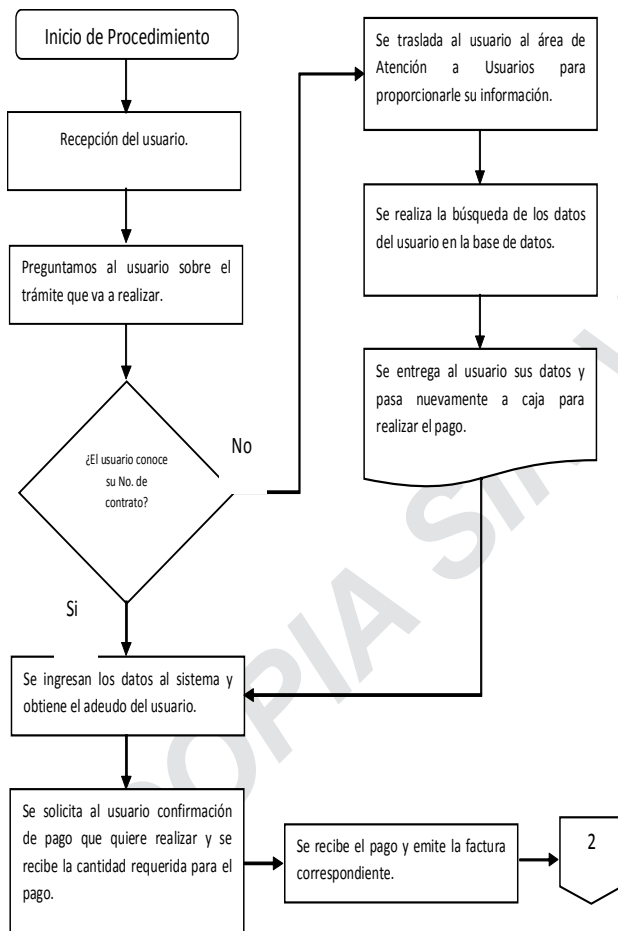 Inicio de Procedimiento
Recepción del usuario.
Preguntamos al usuario sobre el
trámite que va a realizar.
¿El usuario conoce
su No. de
contrato?
No
Si
Se traslada al usuario al área de
Atención a Usuarios para
proporcionarle su información.
Se realiza la búsqueda de los datos
del usuario en la base de datos.
Se entrega al usuario sus datos y
pasa nuevamente a caja para
realizar el pago.
Se ingresan los datos al sistema y
obtiene el adeudo del usuario.
Se solicita al usuario confirmación
de pago que quiere realizar y se
recibe la cantidad requerida para el
pago.
Se recibe el pago y emite la factura
correspondiente.
2